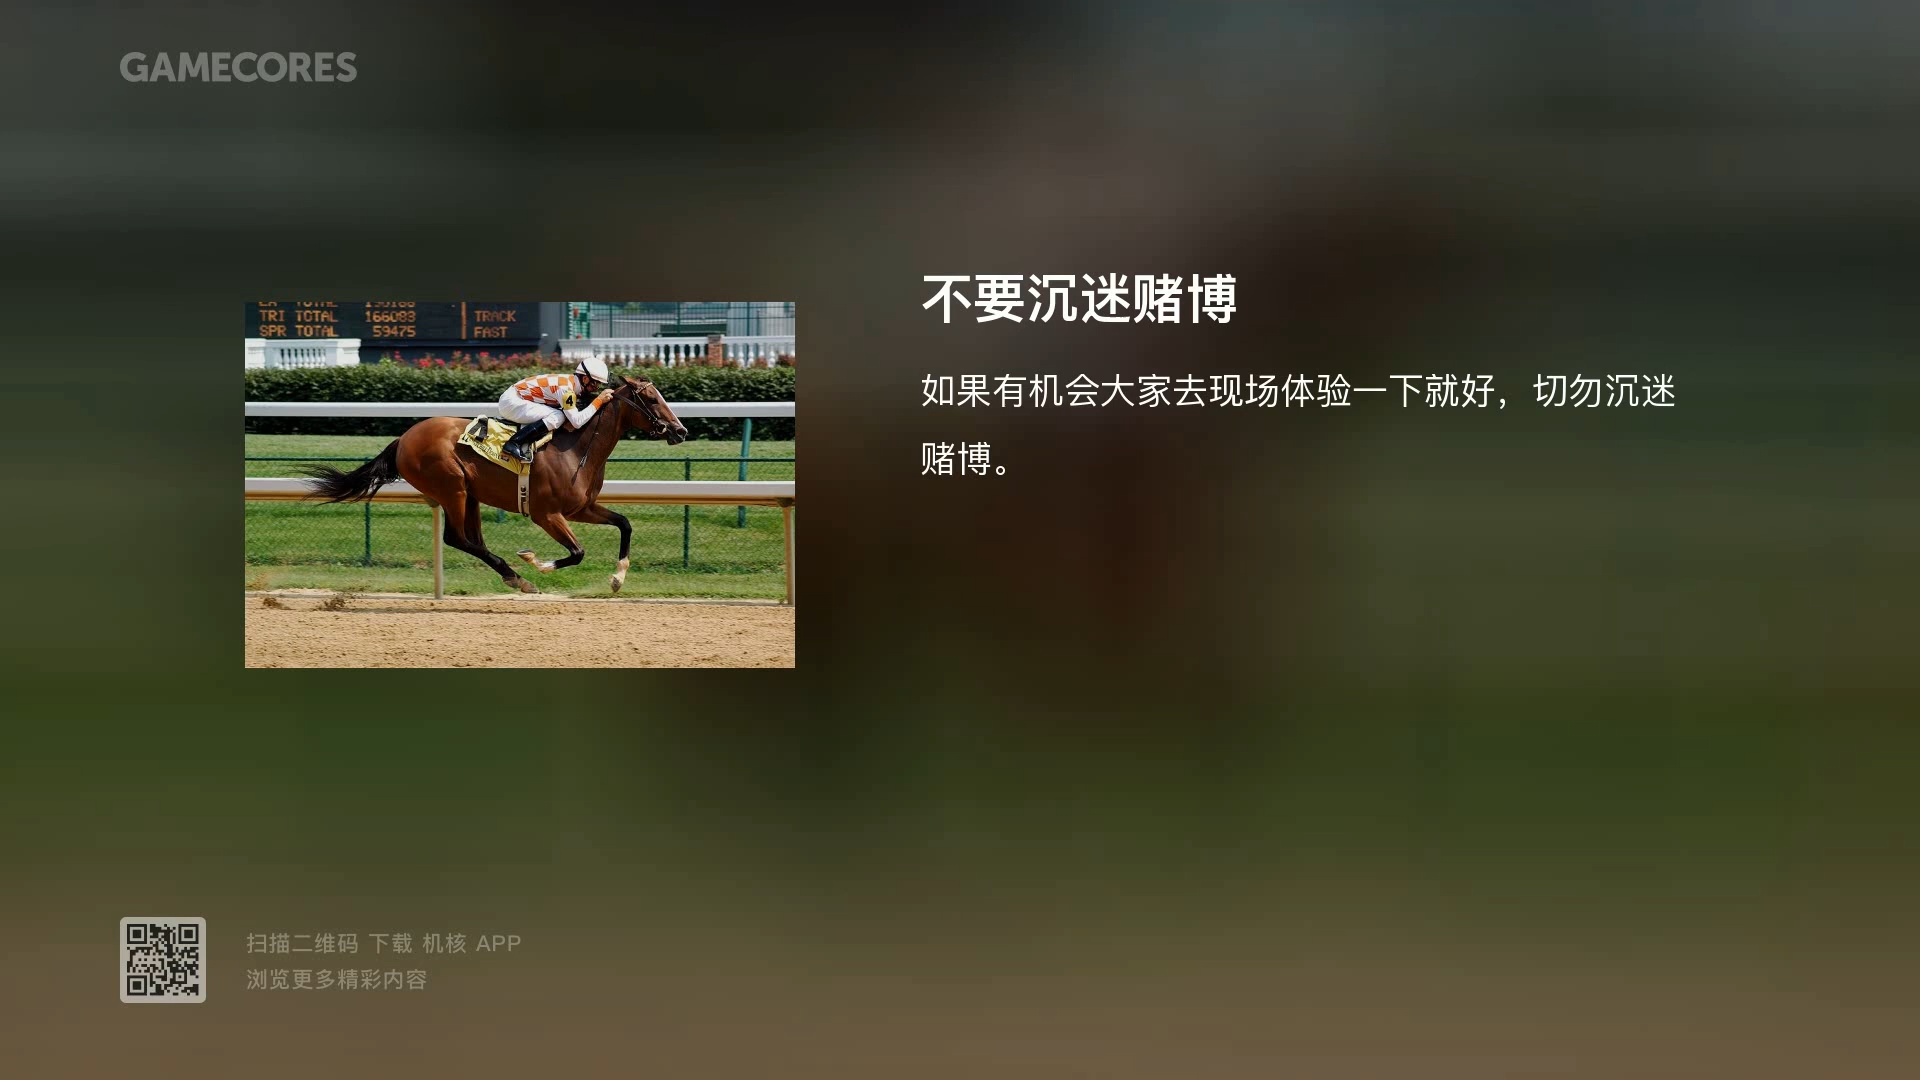 GAMECORES
TRI TOTAL 166083 TRACK
SPR TOTAL 59475 FAST
4
不要沉迷赌博
如果有机会大家去现场体验一下就好，切勿沉迷
赌博。
扫描二维码 下载 机核 APP
浏览更多精彩内容